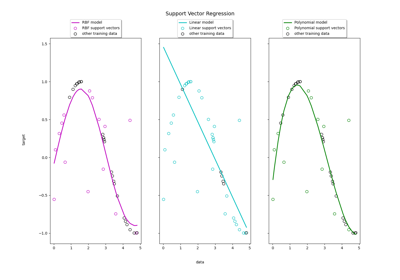 Support Vector Regression
RBF model
RBF support vectors
other training data
Linear model
Linear support vectors
other training data
Polynomial model
Polynomial support vectors
other training data
target
1.5
1.0
0.5
0.0
−0.5
−1.0
0 1 2 3 4 5
0 1 2 3 4 5
0 1 2 3 4 5
data